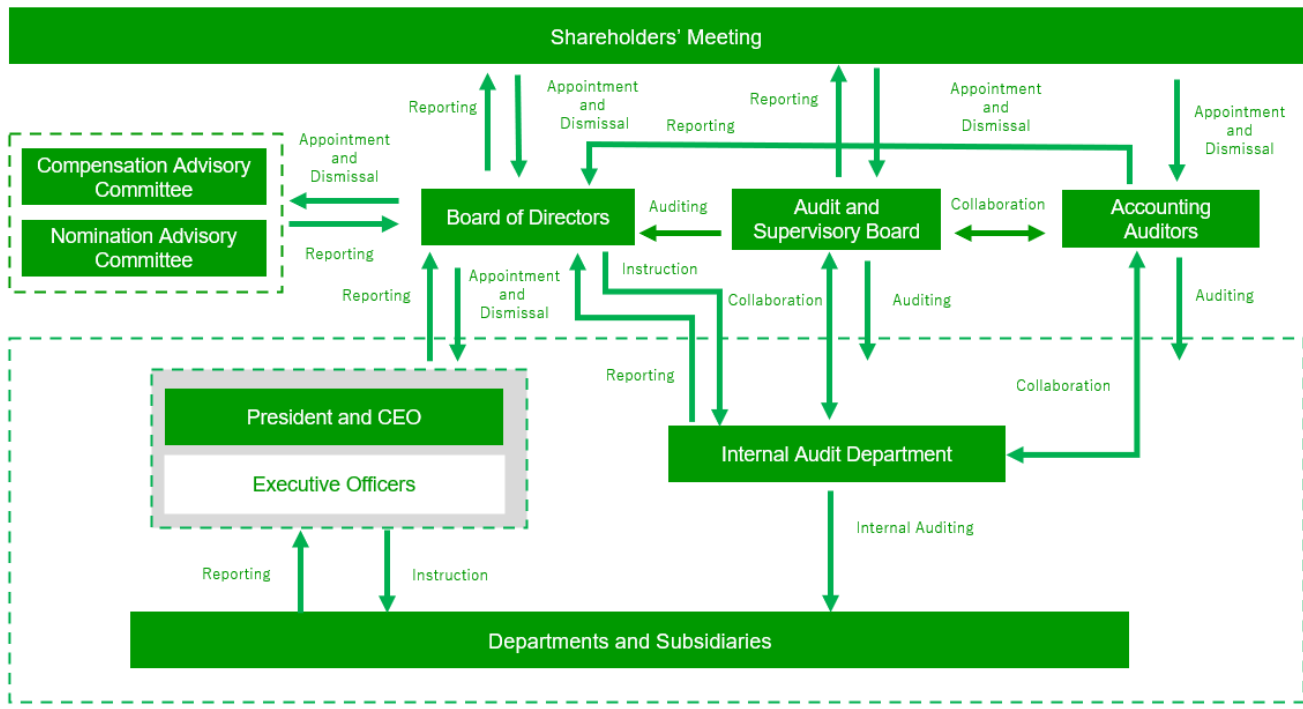 Shareholders' Meeting
Reporting
Appointment
and
Dismissal
Reporting
Appointment
and
Dismissal
Appointment
and
Dismissal
Reporting
Compensation Advisory
Committee
Nomination Advisory
Committee
Appointment
and
Dismissal
Reporting
Board of Directors
Auditing
Audit and
Supervisory Board
Collaboration
Accounting
Auditors
Reporting
Appointment
and
Dismissal
Instruction
Collaboration
Auditing
Auditing
Reporting
Collaboration
President and CEO
Executive Officers
Internal Audit Department
Reporting
Instruction
Internal Auditing
Departments and Subsidiaries